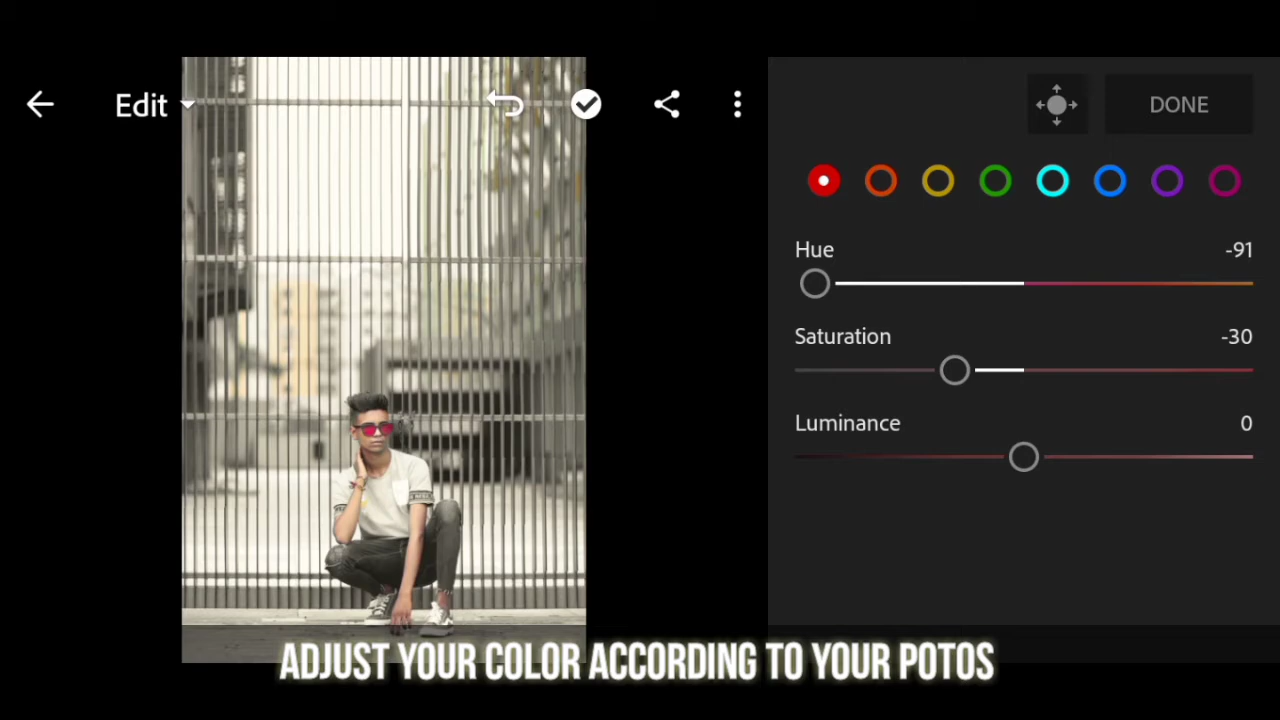 Edit
DONE
Hue
-91
Saturation
-30
Luminance
0
ADJUST YOUR COLOR ACCORDING TO YOUR POTOS